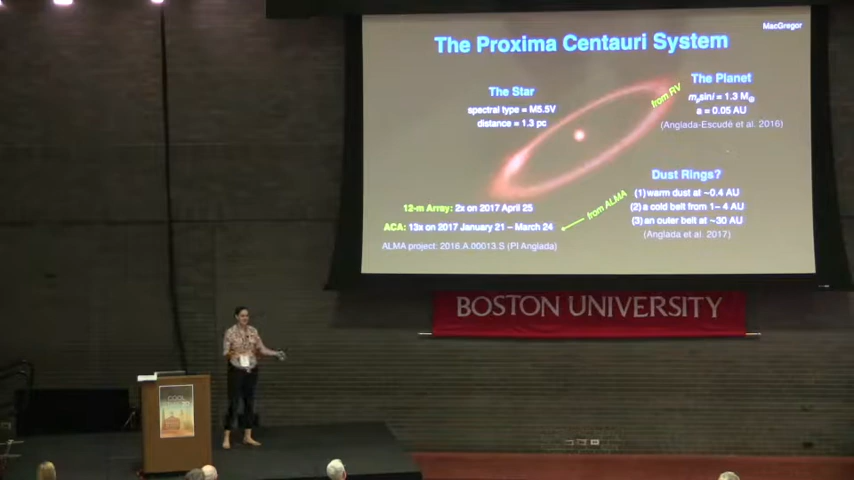 MacGregor
The Proxima Centauri System
The Star
spectral type = M5.5V
distance = 1.3 pc
from RV
The Planet
mₚsini = 1.3 M⊕
a = 0.05 AU
(Anglada-Escudé et al. 2016)
Dust Rings?
(1) warm dust at ~0.4 AU
(2) a cold belt from 1– 4 AU
(3) an outer belt at ~30 AU
(Anglada et al. 2017)
from ALMA
12-m Array: 2x on 2017 April 25
ACA: 13x on 2017 January 21 – March 24
ALMA project: 2016.A.00013.S (PI Anglada)
BOSTON UNIVERSITY
COOL